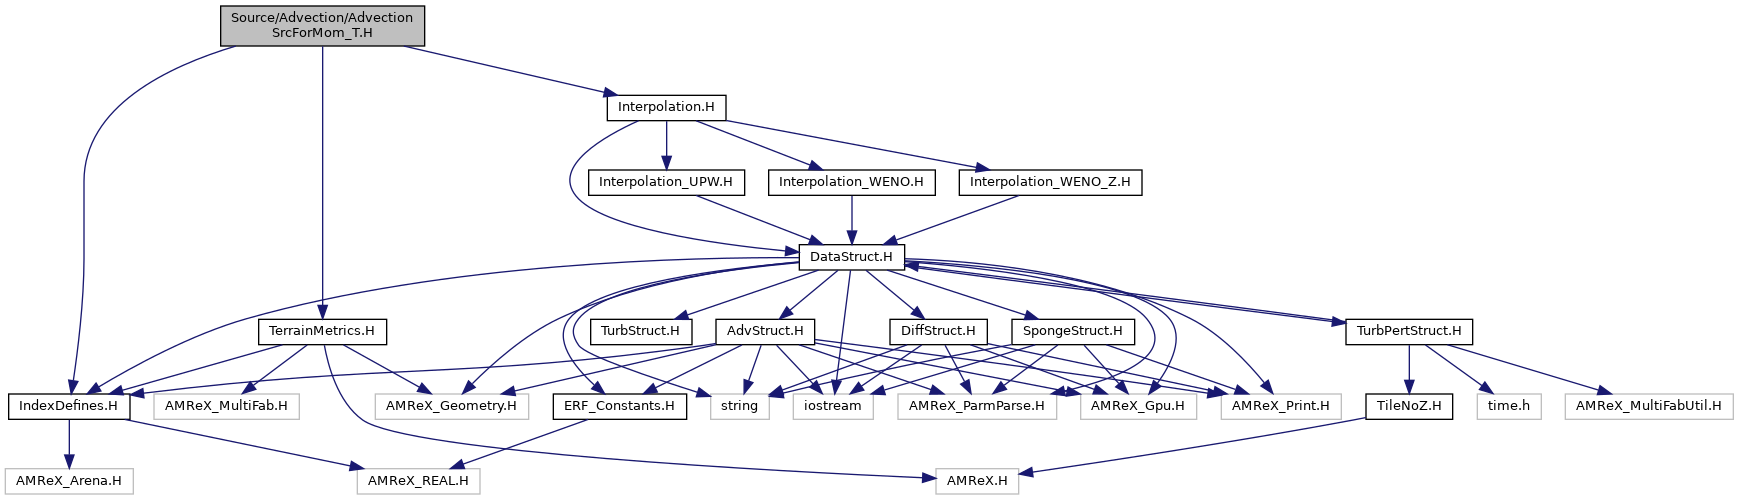 Source/Advection/Advection
SrcForMom_T.H
Interpolation.H
Interpolation_UPW.H
Interpolation_WENO.H
Interpolation_WENO_Z.H
DataStruct.H
TerrainMetrics.H
TurbStruct.H
AdvStruct.H
DiffStruct.H
SpongeStruct.H
TurbPertStruct.H
IndexDefines.H
AMReX_MultiFab.H
AMReX_Geometry.H
ERF_Constants.H
string
iostream
AMReX_ParmParse.H
AMReX_Gpu.H
AMReX_Print.H
TileNoZ.H
time.h
AMReX_MultiFabUtil.H
AMReX_Arena.H
AMReX_REAL.H
AMReX.H